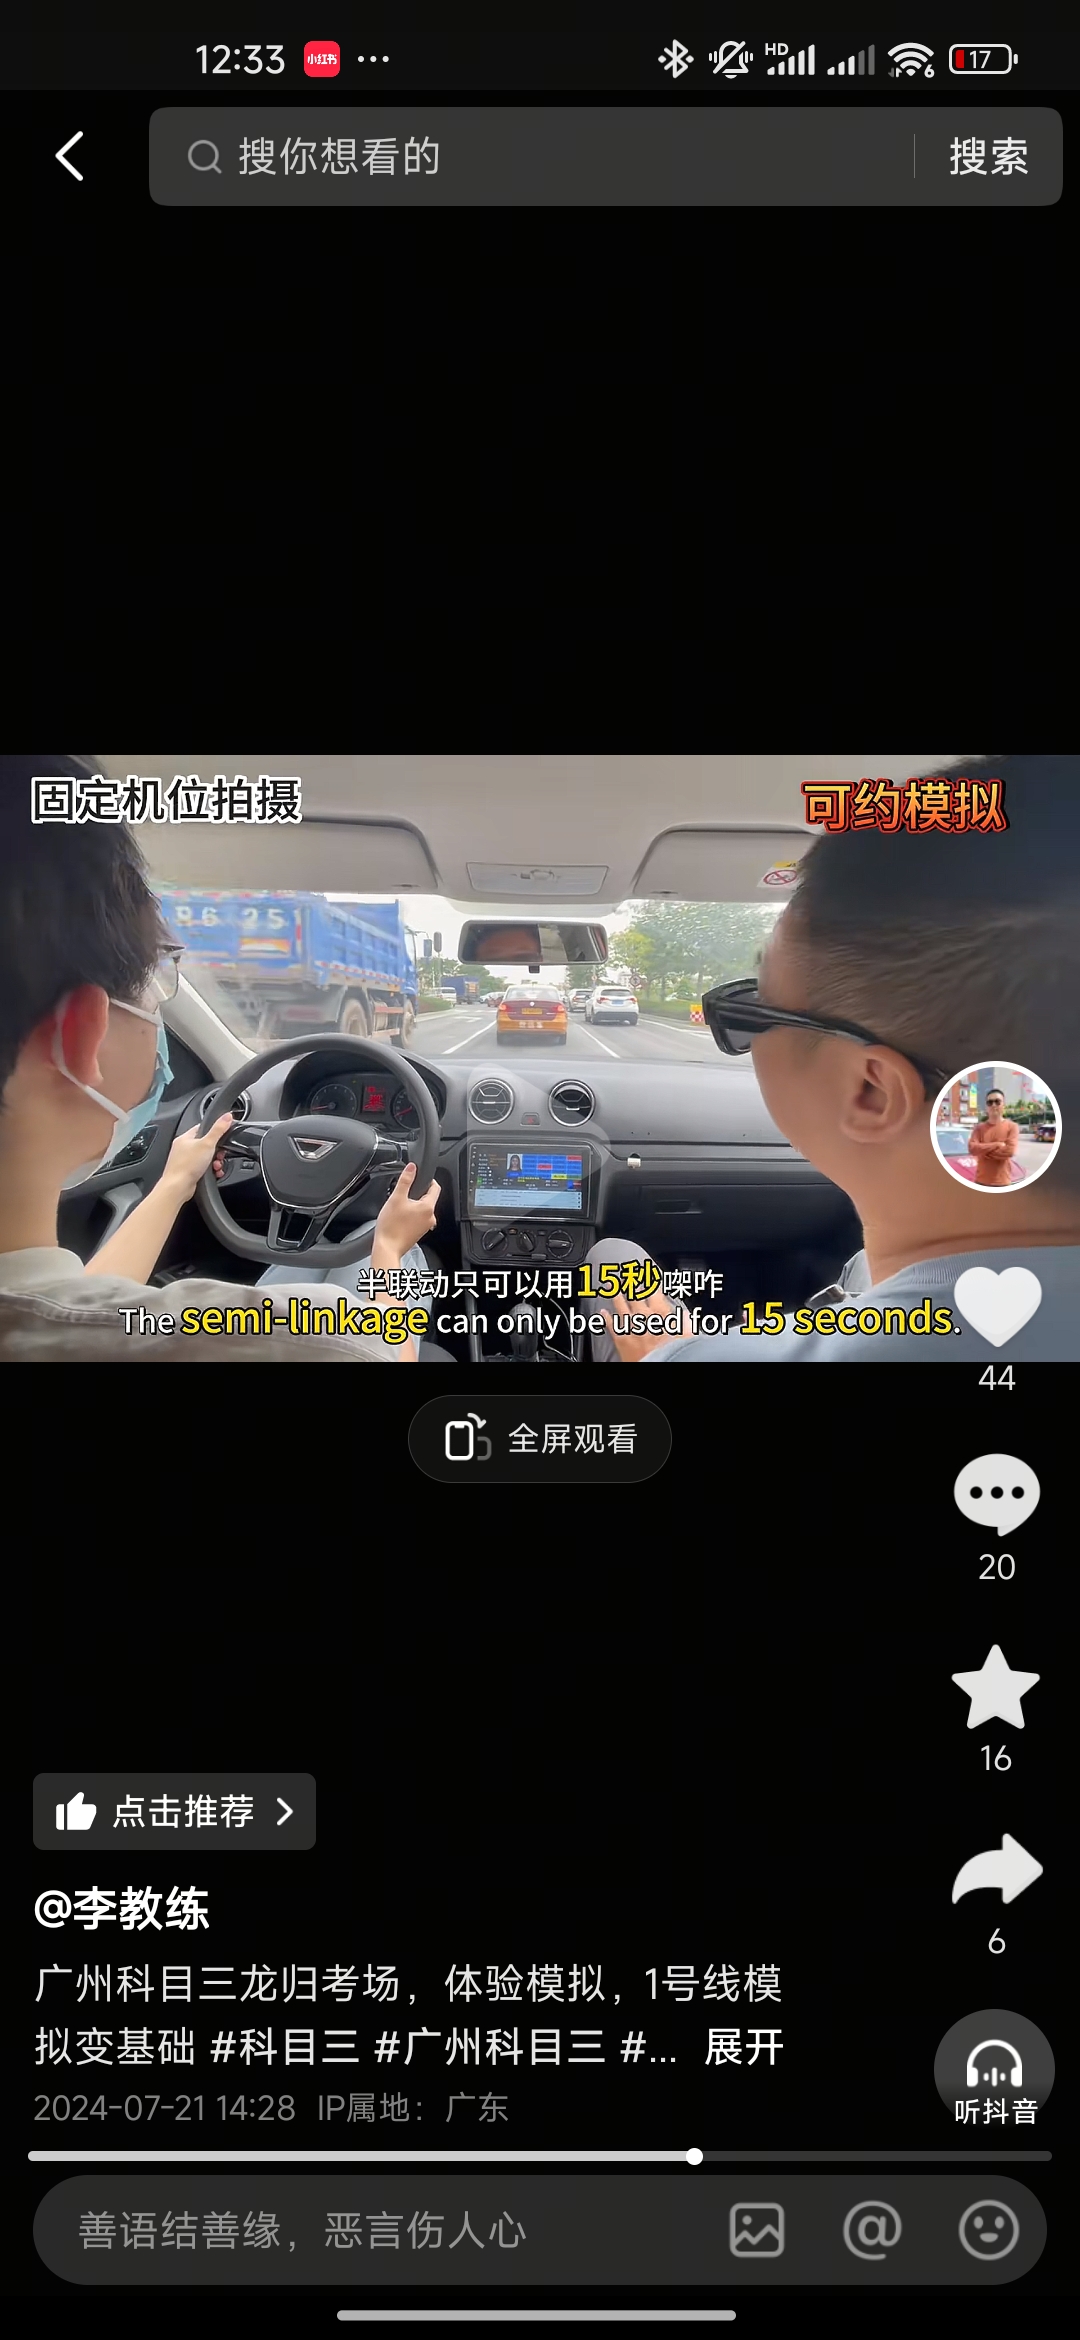 12:33 小红书 ... HD 6 17
搜你想看的 搜索
固定机位拍摄
可约模拟
半联动只可以用15秒㗎咋
The semi-linkage can only be used for 15 seconds.
44
全屏观看
20
16
点击推荐
6
@李教练
广州科目三龙归考场，体验模拟，1号线模
拟变基础 #科目三 #广州科目三 #... 展开
听抖音
2024-07-21 14:28 IP属地：广东
善语结善缘，恶言伤人心